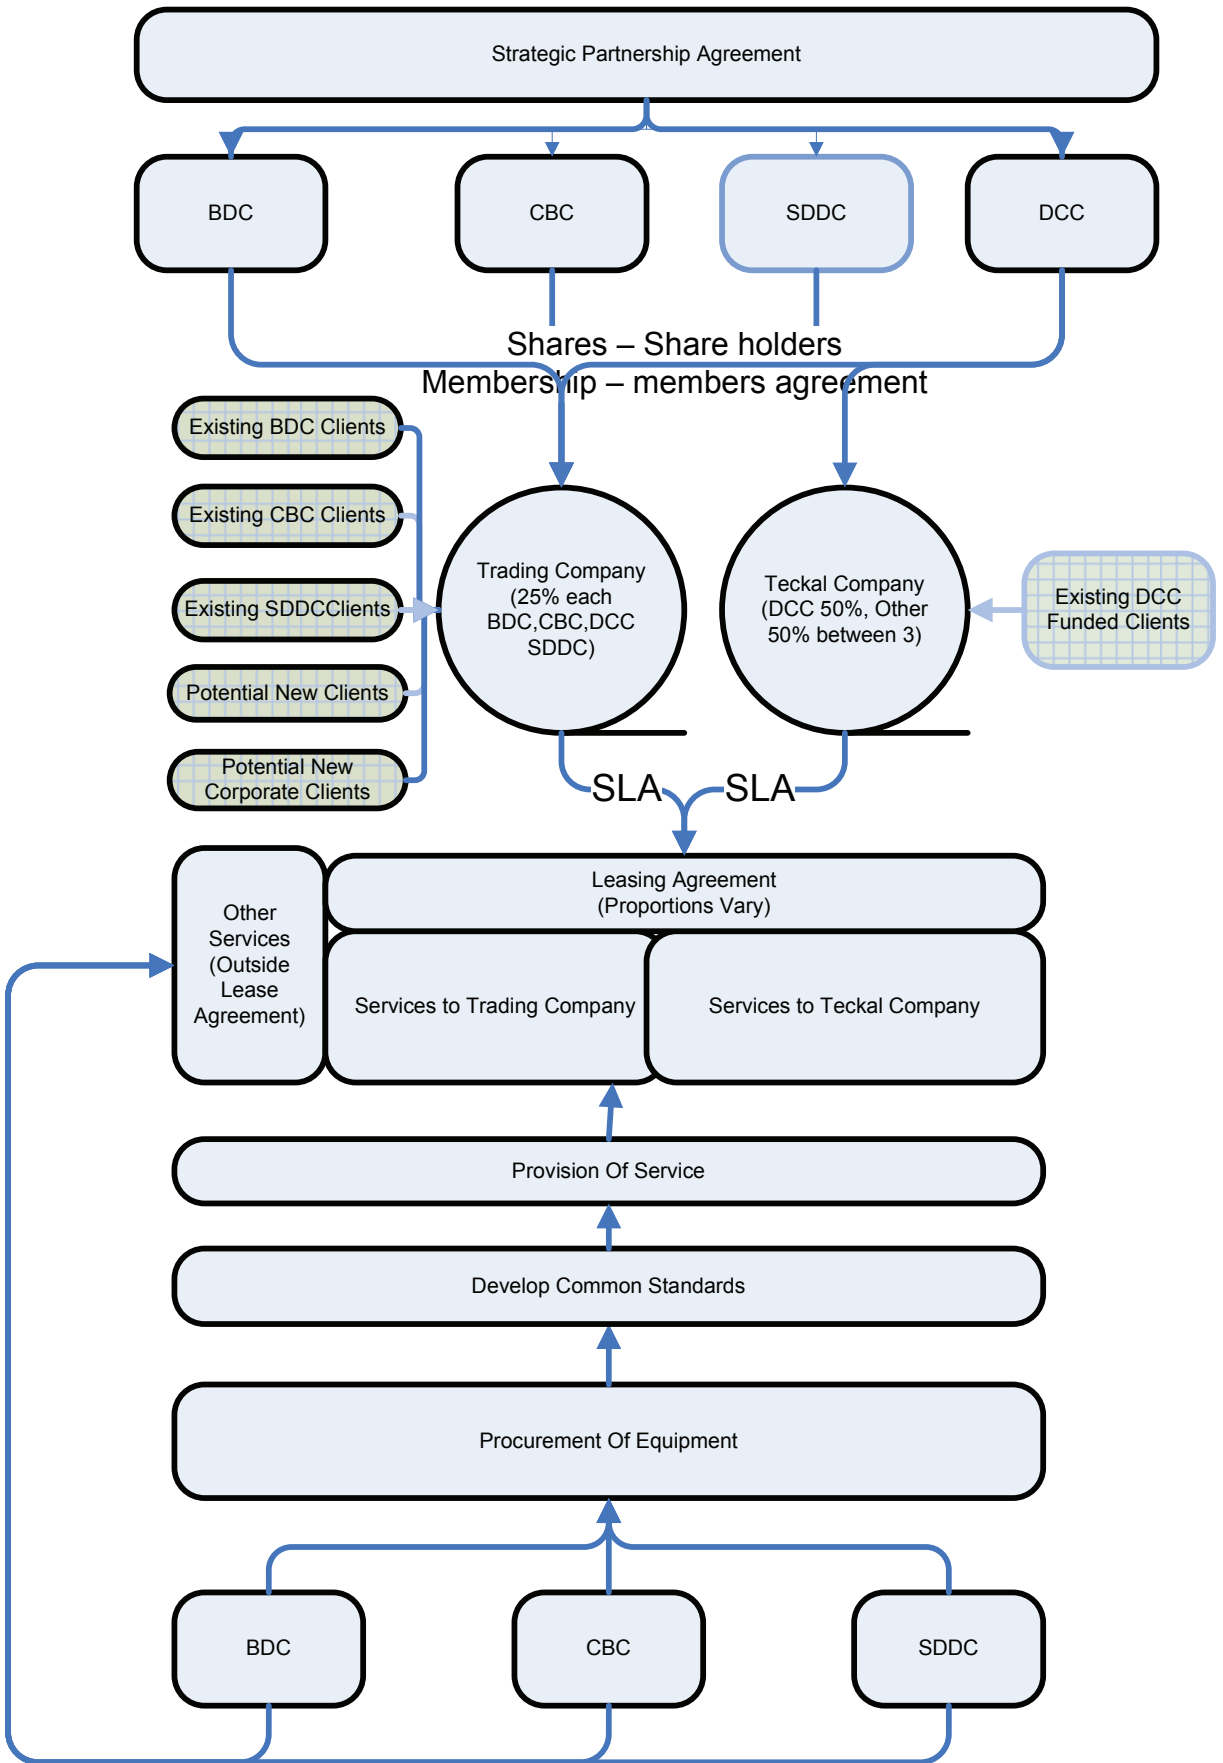 Strategic Partnership Agreement
BDC
CBC
SDDC
DCC
Shares – Share holders
Membership – members agreement
Existing BDC Clients
Existing CBC Clients
Existing SDDCClients
Potential New Clients
Potential New
Corporate Clients
Trading Company
(25% each
BDC,CBC,DCC
SDDC)
Teckal Company
(DCC 50%, Other
50% between 3)
Existing DCC
Funded Clients
SLA
SLA
Other
Services
(Outside
Lease
Agreement)
Leasing Agreement
(Proportions Vary)
Services to Trading Company
Services to Teckal Company
Provision Of Service
Develop Common Standards
Procurement Of Equipment
BDC
CBC
SDDC